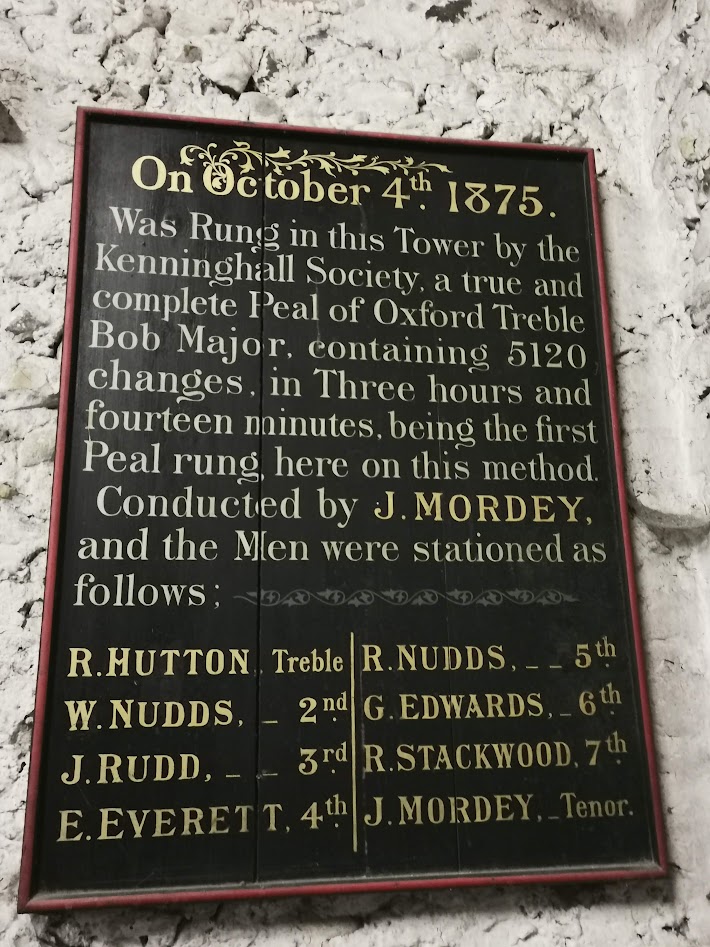 On October 4th. 1875.
Was Rung in this Tower by the
Kenninghall Society, a true and
complete Peal of Oxford Treble
Bob Major, containing 5120
changes, in Three hours and
fourteen minutes, being the first
Peal rung, here on this method.
Conducted by J. MORDEY,
and the Men were stationed as
follows;
R. HUTTON, Treble
W. NUDDS, _ 2nd
J. RUDD, _ _ 3rd
E. EVERETT, 4th
R. NUDDS, _ _ 5th
G. EDWARDS, _ 6th
R. STACKWOOD, 7th
J. MORDEY, _ Tenor.